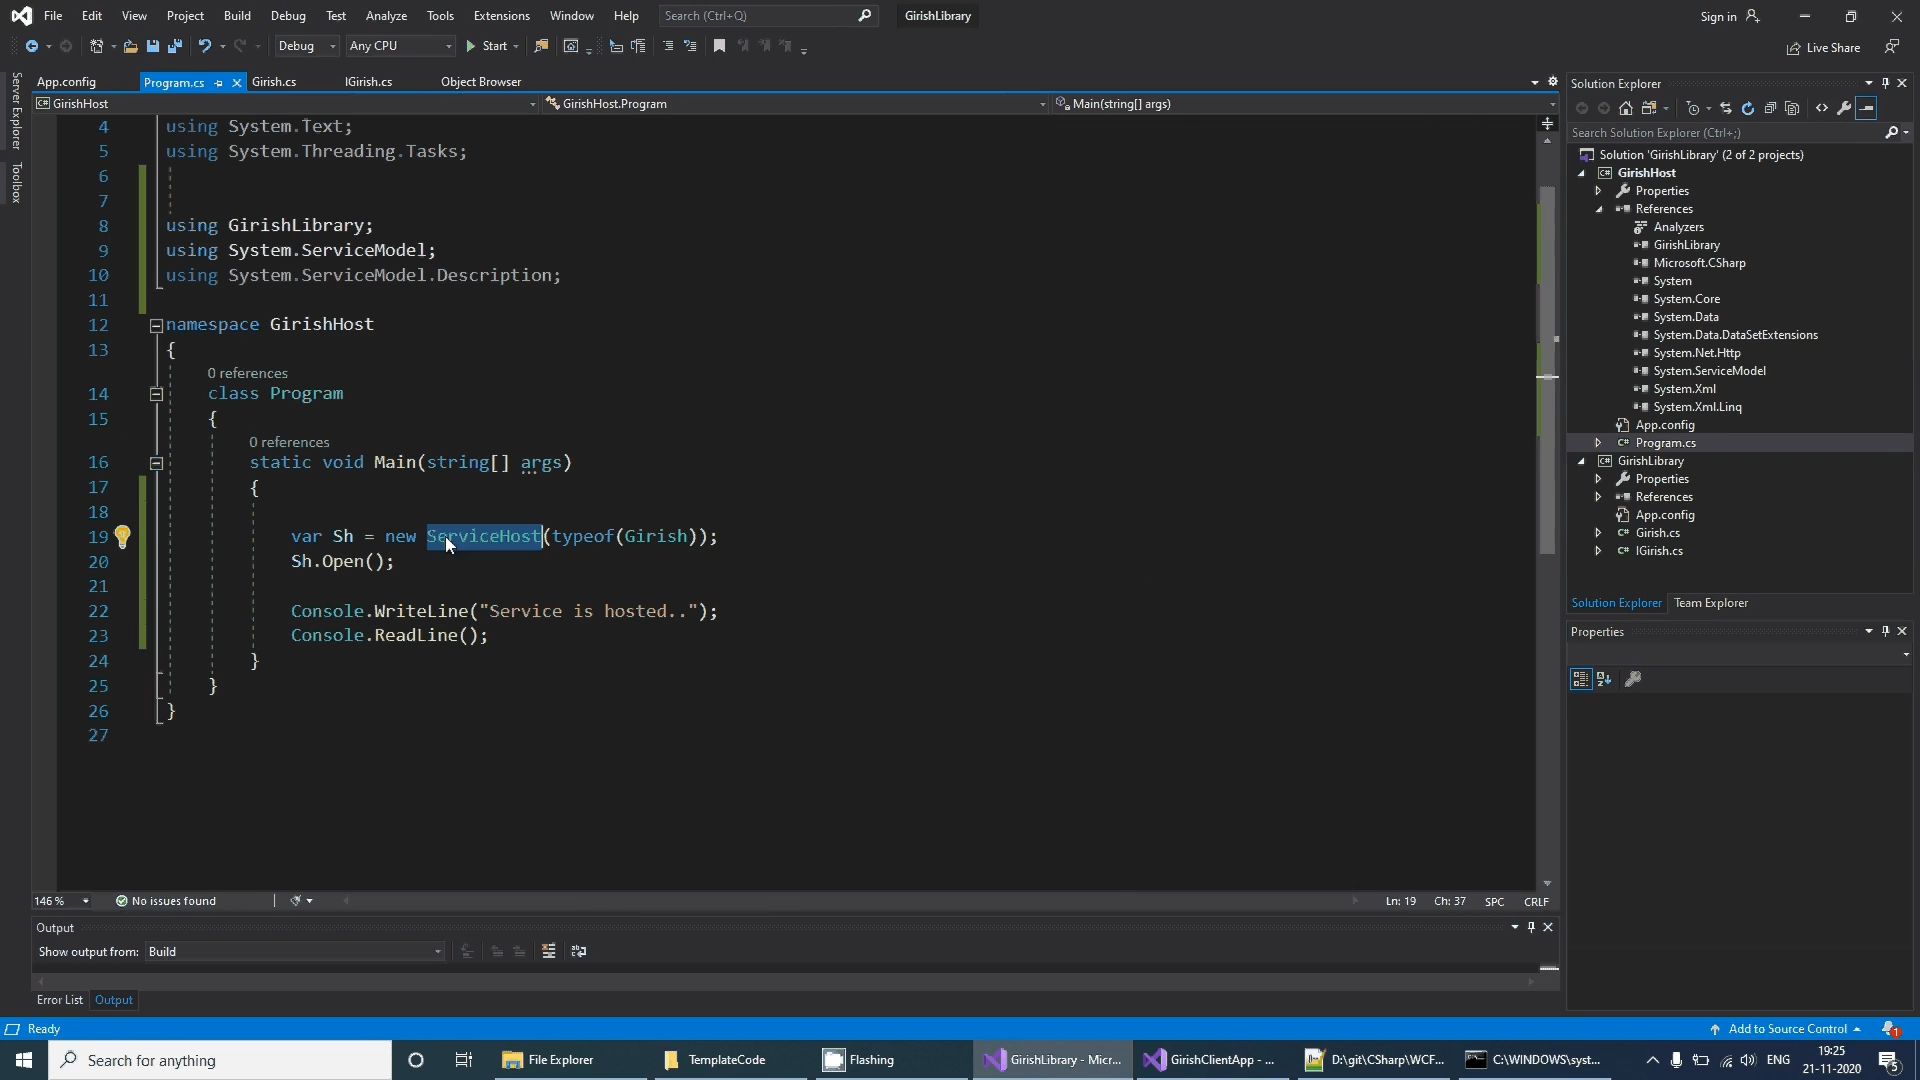 File Edit View Project Build Debug Test Analyze Tools Extensions Window Help Search (Ctrl+Q) GirishLibrary Sign in
Debug Any CPU Start Live Share
Server Explorer
Toolbox
App.config Program.cs Girish.cs IGirish.cs Object Browser
GirishHost GirishHost.Program Main(string[] args)
4 using System.Text;
5 using System.Threading.Tasks;
6
7
8 using GirishLibrary;
9 using System.ServiceModel;
10 using System.ServiceModel.Description;
11
12 namespace GirishHost
13 {
0 references
14 class Program
15 {
0 references
16 static void Main(string[] args)
17 {
18
19 var Sh = new ServiceHost(typeof(Girish));
20 Sh.Open();
21
22 Console.WriteLine("Service is hosted..");
23 Console.ReadLine();
24 }
25 }
26 }
27
146 % No issues found Ln: 19 Ch: 37 SPC CRLF
Output
Show output from: Build
Error List Output
Solution Explorer
Search Solution Explorer (Ctrl+;)
Solution 'GirishLibrary' (2 of 2 projects)
C# GirishHost
Properties
References
Analyzers
GirishLibrary
Microsoft.CSharp
System
System.Core
System.Data
System.Data.DataSetExtensions
System.Net.Http
System.ServiceModel
System.Xml
System.Xml.Linq
App.config
C# Program.cs
C# GirishLibrary
Properties
References
App.config
C# Girish.cs
C# IGirish.cs
Solution Explorer Team Explorer
Properties
Ready Add to Source Control 1
Search for anything File Explorer TemplateCode Flashing GirishLibrary - Micr... GirishClientApp - ... D:\git\CSharp\WCF... C:\WINDOWS\syst... ENG 19:25 5
21-11-2020